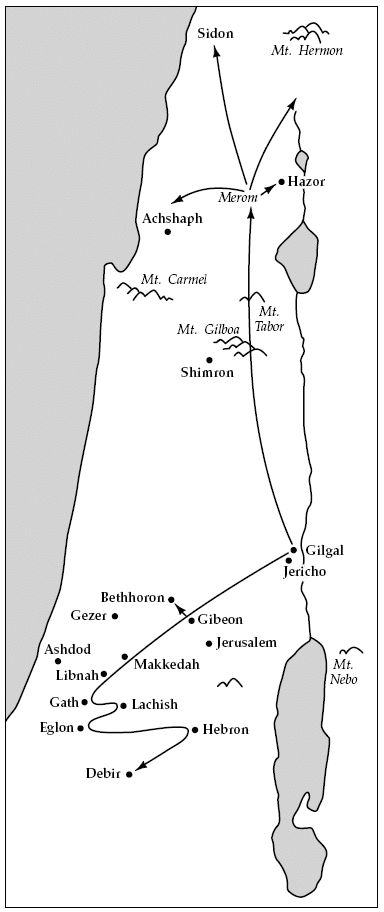 Sidon
Mt. Hermon
Hazor
Merom
Achshaph
Mt. Carmel
Mt.
Tabor
Mt. Gilboa
Shimron
Gilgal
Jericho
Bethhoron
Gezer
Gibeon
Jerusalem
Ashdod
Makkedah
Libnah
Mt.
Nebo
Gath
Lachish
Eglon
Hebron
Debir